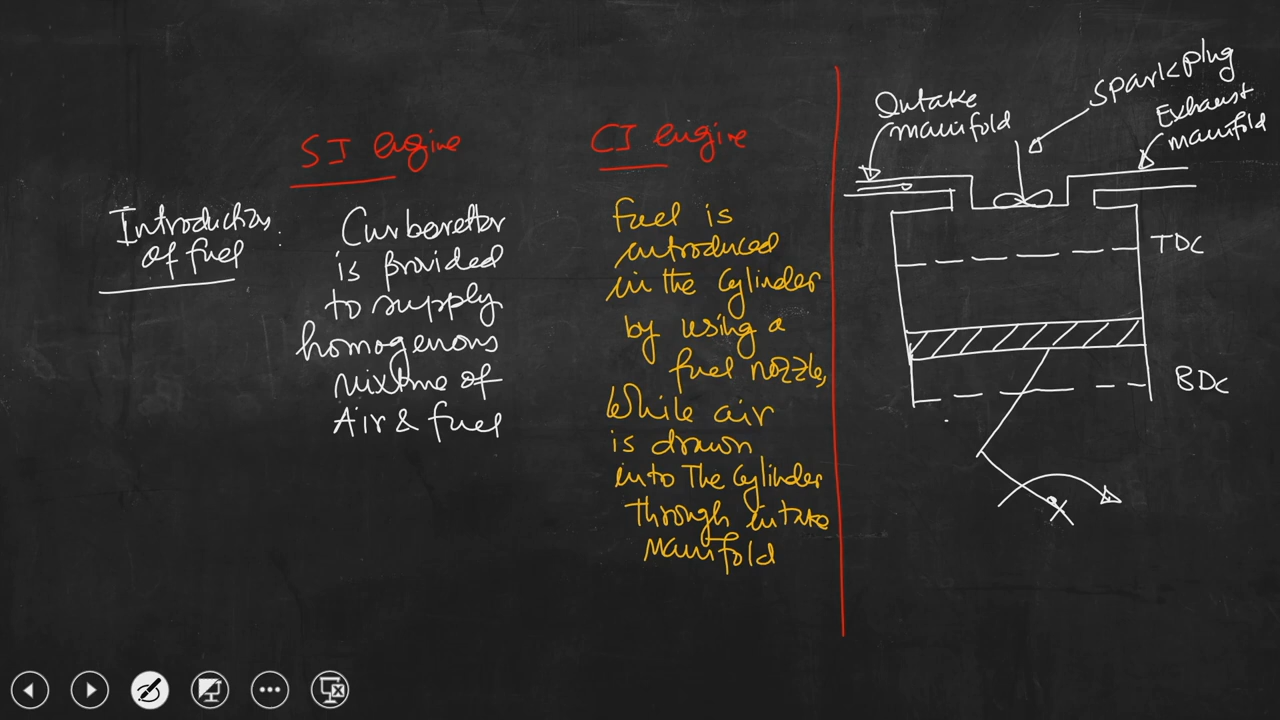 SI engine
CI engine
Introduction
of fuel
Curborettor
is provided
to supply
homogenous
mixture of
Air & fuel
Fuel is
introduced
in the cylinder
by using a
fuel nozzle,
While air
is drawn
into The Cylinder
Through intake
manifold
Intake
manifold
Sparkplug
Exhaust
manifold
TDC
BDC